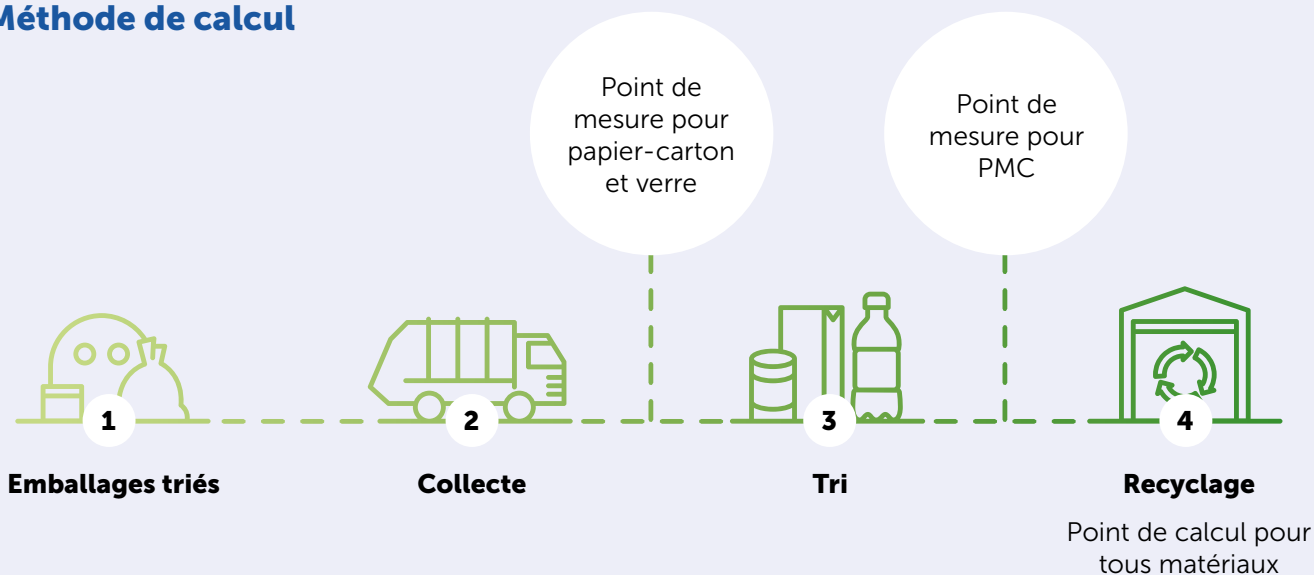 Méthode de calcul
Point de
mesure pour
papier-carton
et verre
Point de
mesure pour
PMC
1
2
3
4
Emballages triés
Collecte
Tri
Recyclage
Point de calcul pour
tous matériaux